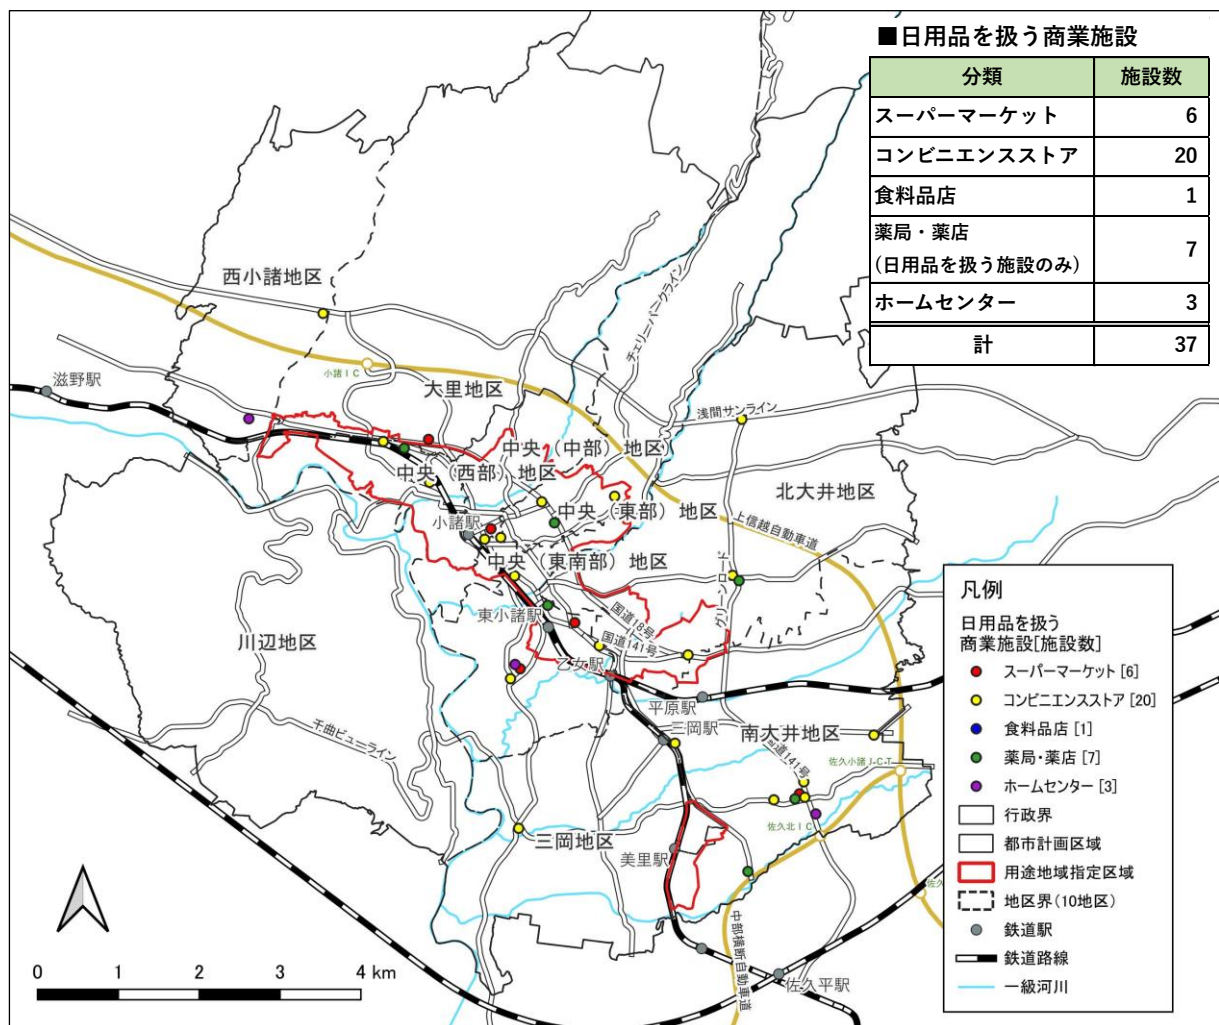 ■日用品を扱う商業施設
分類 施設数
スーパーマーケット 6
コンビニエンスストア 20
食料品店 1
薬局・薬店
(日用品を扱う施設のみ) 7
ホームセンター 3
計 37
西小諸地区
チェリーパークライン
滋野駅
小諸IC
大里地区
浅間サンライン
中央（中部）地区
中央（西部）地区
北大井地区
小諸駅
中央（東部）地区
上信越自動車道
中央（東南部）地区
グリーンロード
東小諸駅
国道18号
国道141号
川辺地区
乙女駅
平原駅
三岡駅
南大井地区
千曲ビューライン
国道141号
佐久小諸JCT
佐久北IC
三岡地区
美里駅
佐久
中部横断自動車道
佐久平駅
凡例
日用品を扱う
商業施設[施設数]
スーパーマーケット [6]
コンビニエンスストア [20]
食料品店 [1]
薬局・薬店 [7]
ホームセンター [3]
行政界
都市計画区域
用途地域指定区域
地区界(10地区)
鉄道駅
鉄道路線
一級河川
0 1 2 3 4 km